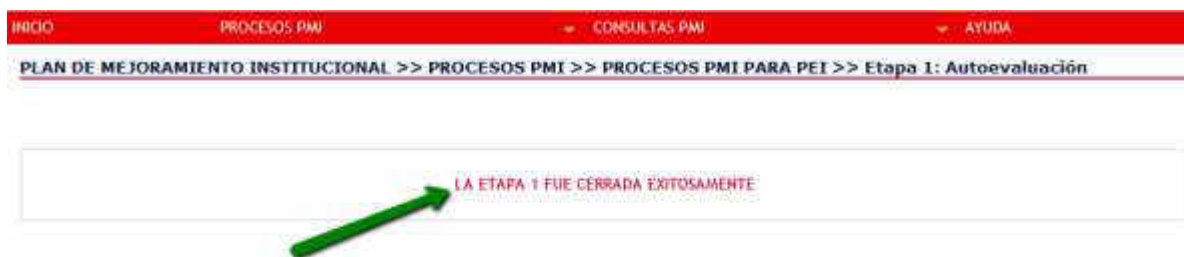 INICIO PROCESOS PMI CONSULTAS PMI AYUDA
PLAN DE MEJORAMIENTO INSTITUCIONAL >> PROCESOS PMI >> PROCESOS PMI PARA PEI >> Etapa 1: Autoevaluación
LA ETAPA 1 FUE CERRADA EXITOSAMENTE